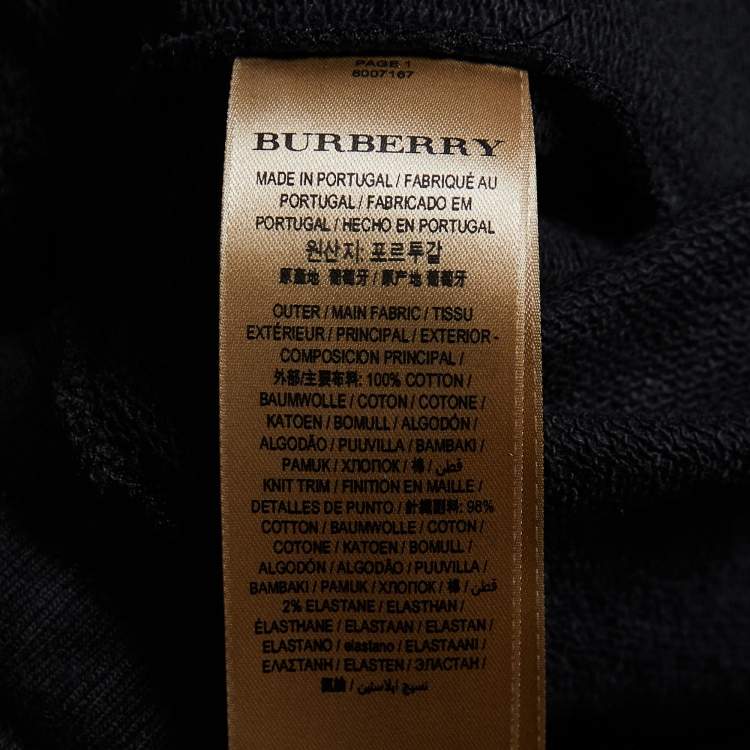 PAGE 1
8007167
BURBERRY
MADE IN PORTUGAL / FABRIQUÉ AU
PORTUGAL / FABRICADO EM
PORTUGAL / HECHO EN PORTUGAL
원산지: 포르투갈
原產地 葡萄牙 / 原产地 葡萄牙
OUTER / MAIN FABRIC / TISSU
EXTÉRIEUR / PRINCIPAL / EXTERIOR -
COMPOSICION PRINCIPAL /
外部/主要布料: 100% COTTON /
BAUMWOLLE / COTON / COTONE /
KATOEN / BOMULL / ALGODÓN /
ALGODÃO / PUUVILLA / BAMBAKI /
PAMUK / ХЛОПОК / 棉 / قطن /
KNIT TRIM / FINITION EN MAILLE /
DETALLES DE PUNTO / 針織副料: 98%
COTTON / BAUMWOLLE / COTON /
COTONE / KATOEN / BOMULL /
ALGODÓN / ALGODÃO / PUUVILLA /
BAMBAKI / PAMUK / ХЛОПОК / 棉 / قطن /
2% ELASTANE / ELASTHAN /
ÉLASTHANNE / ELASTAAN / ELASTAN /
ELASTANO / elastano / ELASTAANI /
ΕΛΑΣΤΑΝΗ / ELASTEN / ЭЛАСТАН /
نسيج ايلاستين /